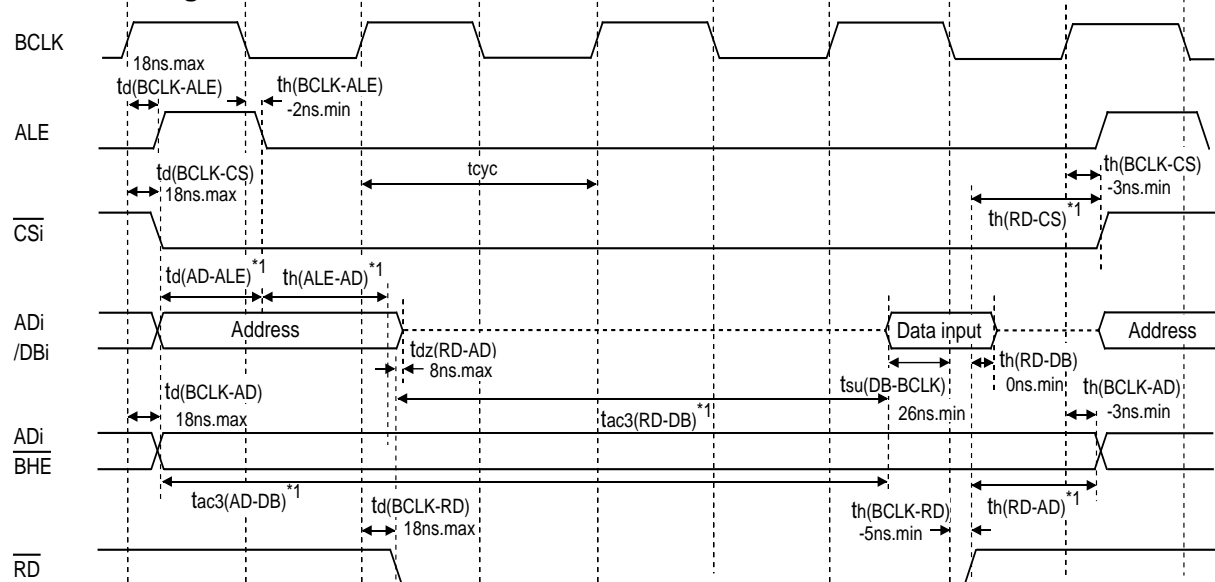 BCLK
18ns.max
td(BCLK-ALE)
th(BCLK-ALE)
-2ns.min
ALE
td(BCLK-CS)
18ns.max
tcyc
th(BCLK-CS)
-3ns.min
th(RD-CS)*1
CSi
td(AD-ALE)*1
th(ALE-AD)*1
ADi
/DBi
Address
Data input
Address
tdz(RD-AD)
8ns.max
th(RD-DB)
0ns.min
tsu(DB-BCLK)
26ns.min
th(BCLK-AD)
-3ns.min
td(BCLK-AD)
18ns.max
tac3(RD-DB)*1
ADi
BHE
tac3(AD-DB)*1
td(BCLK-RD)
18ns.max
th(BCLK-RD)
-5ns.min
th(RD-AD)*1
RD